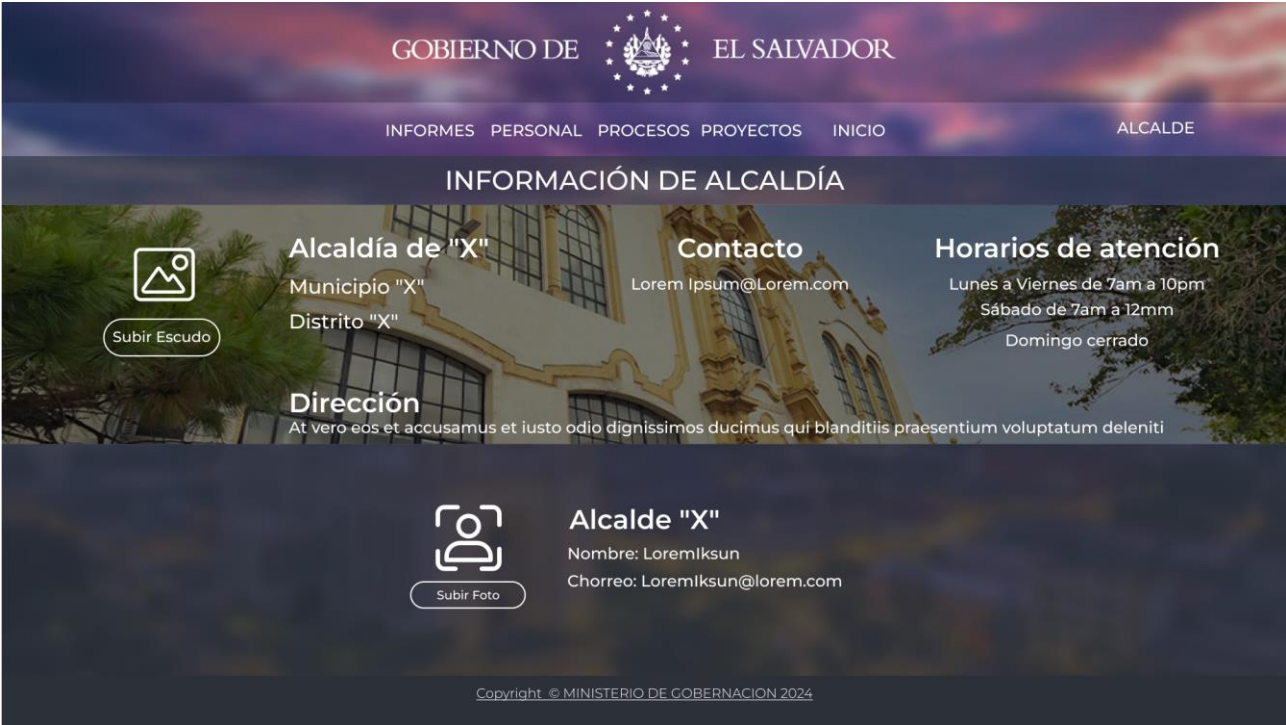 GOBIERNO DE EL SALVADOR
INFORMES PERSONAL PROCESOS PROYECTOS INICIO ALCALDE
INFORMACIÓN DE ALCALDÍA
Subir Escudo
Alcaldía de "X"
Municipio "X"
Distrito "X"
Contacto
Lorem Ipsum@Lorem.com
Horarios de atención
Lunes a Viernes de 7am a 10pm
Sábado de 7am a 12mm
Domingo cerrado
Dirección
At vero eos et accusamus et iusto odio dignissimos ducimus qui blanditiis praesentium voluptatum deleniti
Subir Foto
Alcalde "X"
Nombre: LoremIksun
Chorreo: LoremIksun@lorem.com
Copyright © MINISTERIO DE GOBERNACION 2024